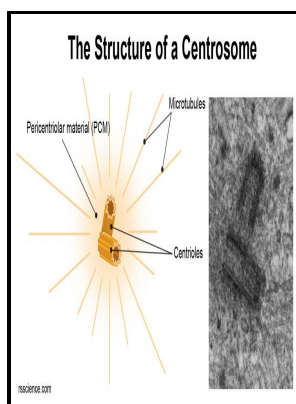 The Structure of a Centrosome
Microtubules
Pericentriolar material (PCM)
Centrioles
rsscience.com